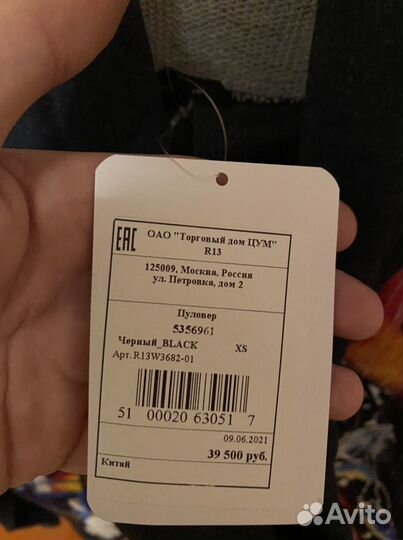 EAC
ОАО "Торговый дом ЦУМ"
R13
125009, Москва, Россия
ул. Петровка, дом 2
Пуловер
5356961
Черный_BLACK XS
Арт. R13W3682-01
51 00020 63051 7
09.06.2021
39 500 руб.
Китай
Avito